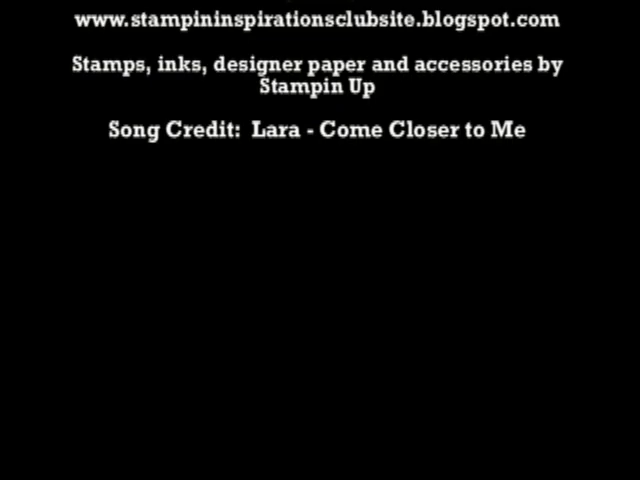 www.stampininspirationsclubsite.blogspot.com
Stamps, inks, designer paper and accessories by
Stampin Up
Song Credit: Lara - Come Closer to Me